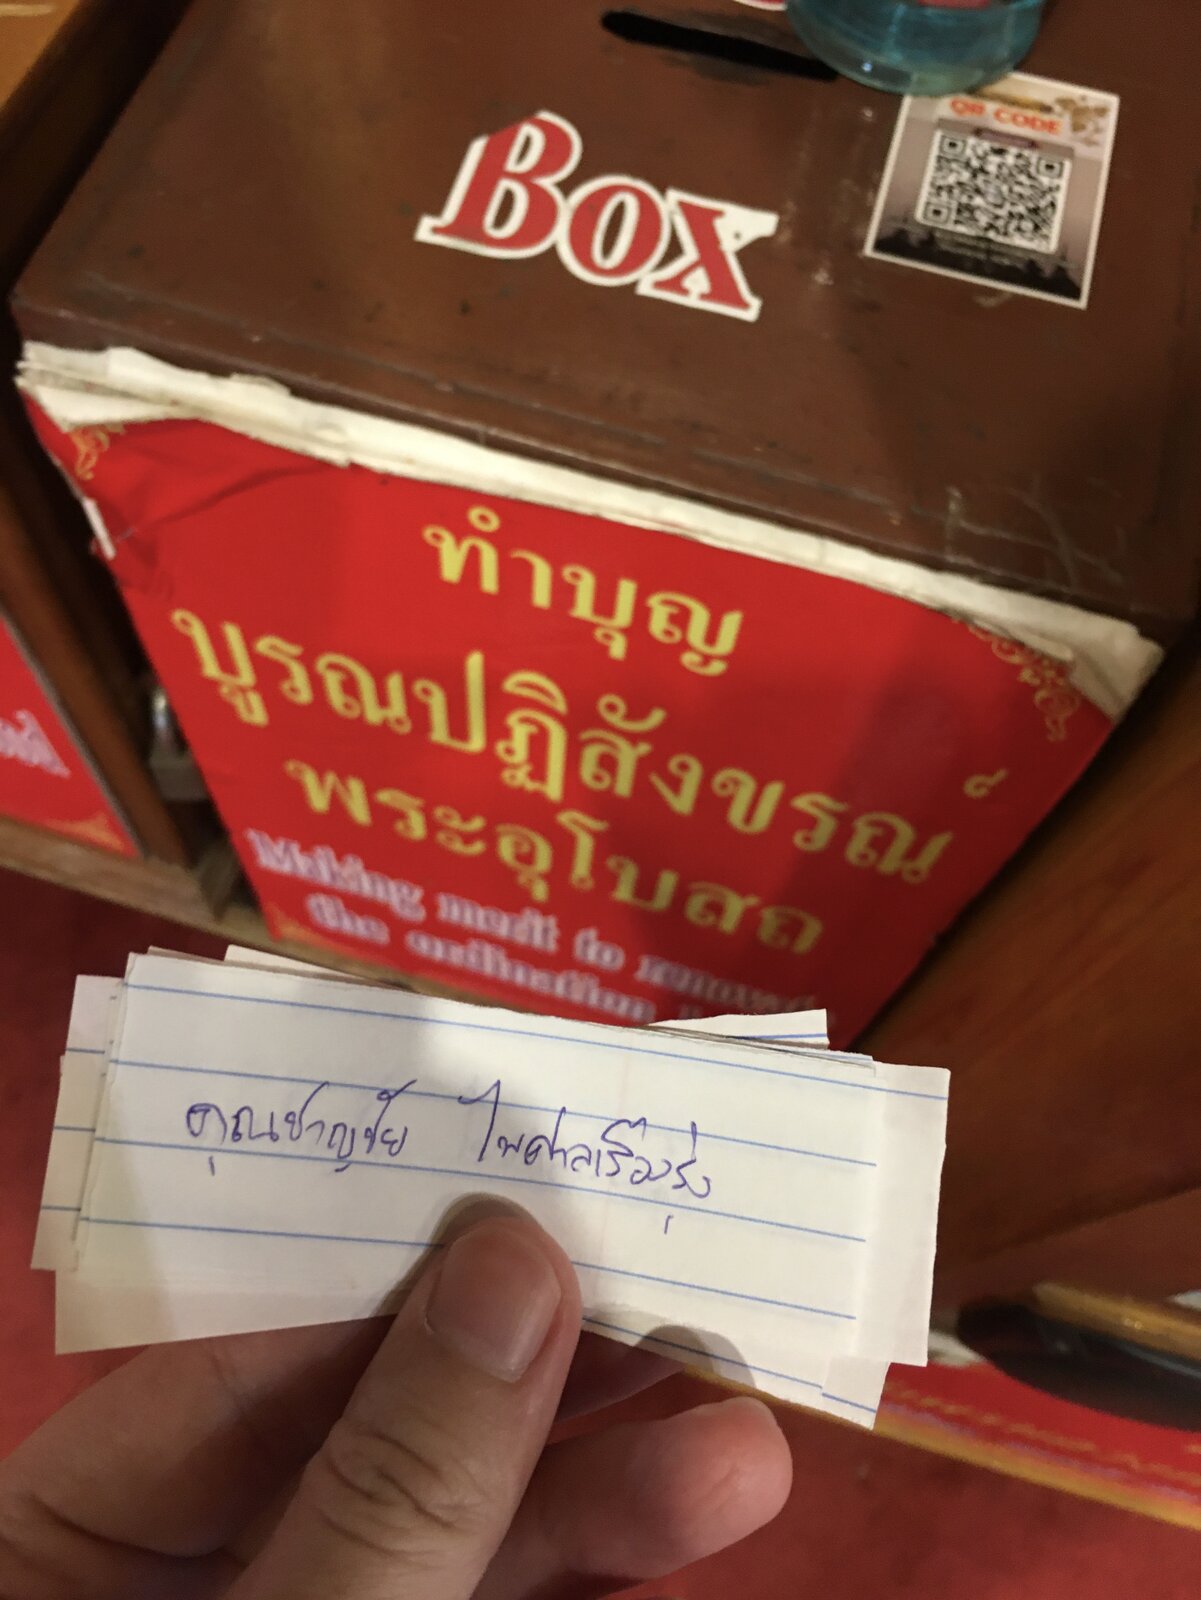 BOX
QR CODE
ทำบุญ
บูรณปฏิสังขรณ์
พระอุโบสถ
Making merit to
the ordination
คุณชาญชัย ไพศาลเรืองรุ่ง